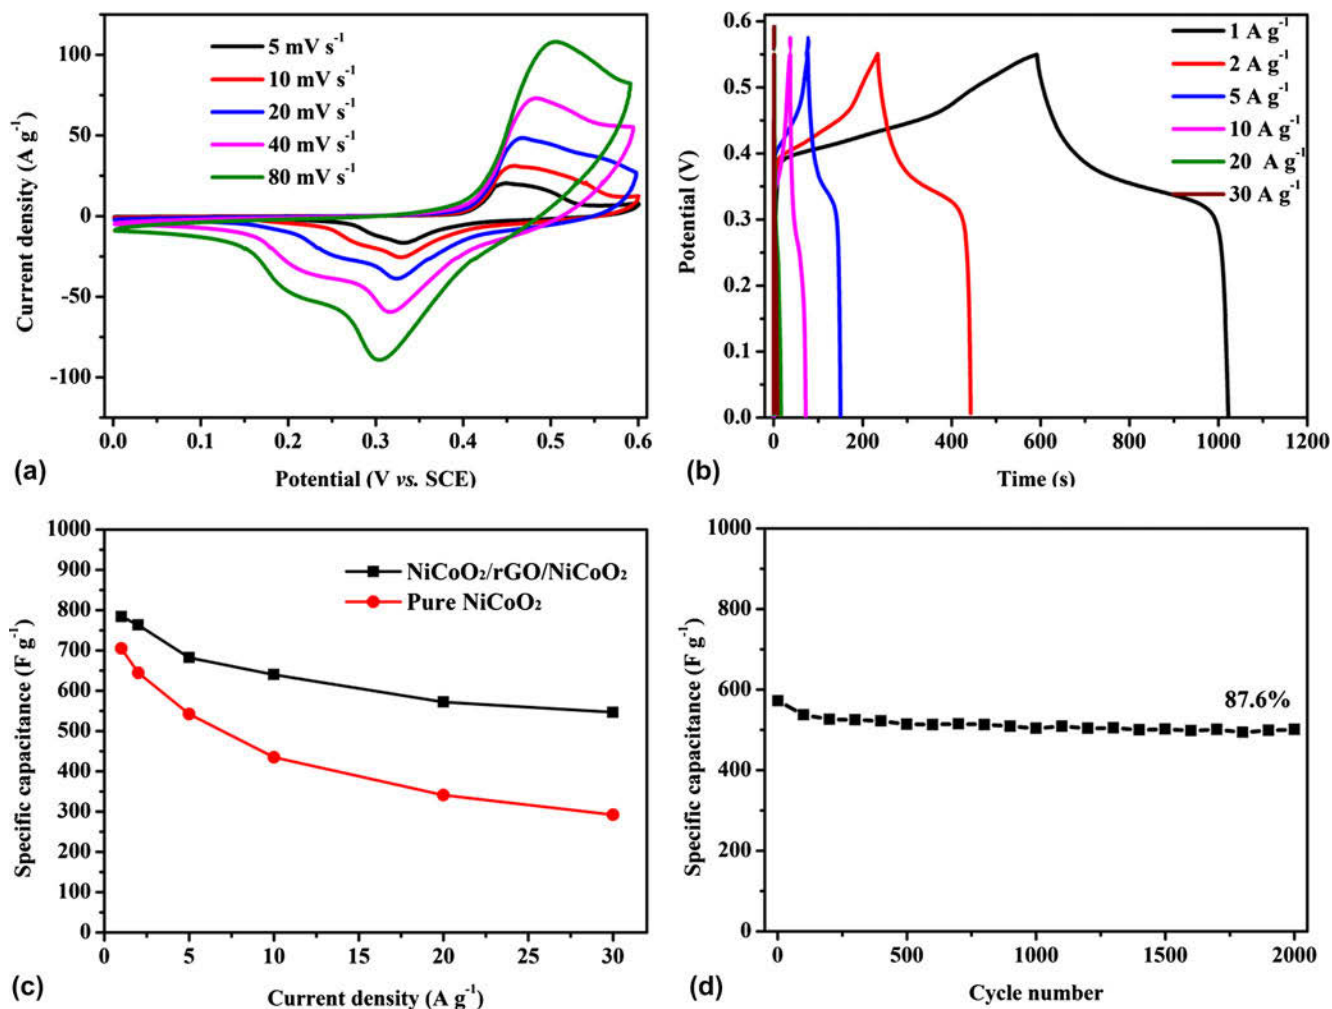 5 mV s⁻¹
10 mV s⁻¹
20 mV s⁻¹
40 mV s⁻¹
80 mV s⁻¹
100
50
0
-50
-100
Current density (A g⁻¹)
0.0 0.1 0.2 0.3 0.4 0.5 0.6
Potential (V vs. SCE)
(a)
1 A g⁻¹
2 A g⁻¹
5 A g⁻¹
10 A g⁻¹
20 A g⁻¹
30 A g⁻¹
0.6
0.5
0.4
0.3
0.2
0.1
0.0
Potential (V)
0 200 400 600 800 1000 1200
Time (s)
(b)
NiCoO₂/rGO/NiCoO₂
Pure NiCoO₂
1000
900
800
700
600
500
400
300
200
100
0
Specific capacitance (F g⁻¹)
0 5 10 15 20 25 30
Current density (A g⁻¹)
(c)
87.6%
1000
800
600
400
200
0
Specific capacitance (F g⁻¹)
0 500 1000 1500 2000
Cycle number
(d)